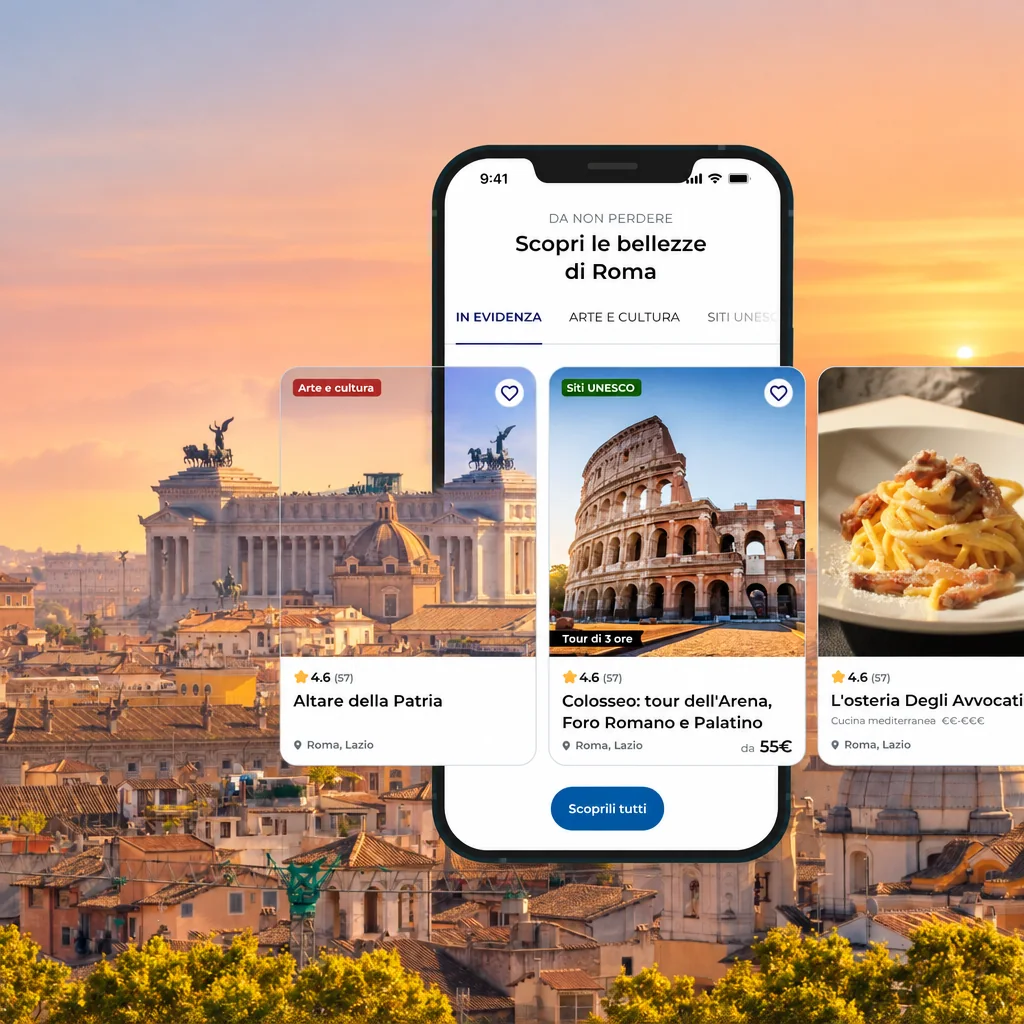 9:41
DA NON PERDERE
Scopri le bellezze
di Roma
IN EVIDENZA
ARTE E CULTURA
SITI UNESC
Arte e cultura
4.6 (57)
Altare della Patria
Roma, Lazio
Siti UNESCO
Tour di 3 ore
4.6 (57)
Colosseo: tour dell'Arena,
Foro Romano e Palatino
Roma, Lazio
da 55€
4.6 (57)
L'osteria Degli Avvocati
Cucina mediterranea €€-€€€
Roma, Lazio
Scoprili tutti